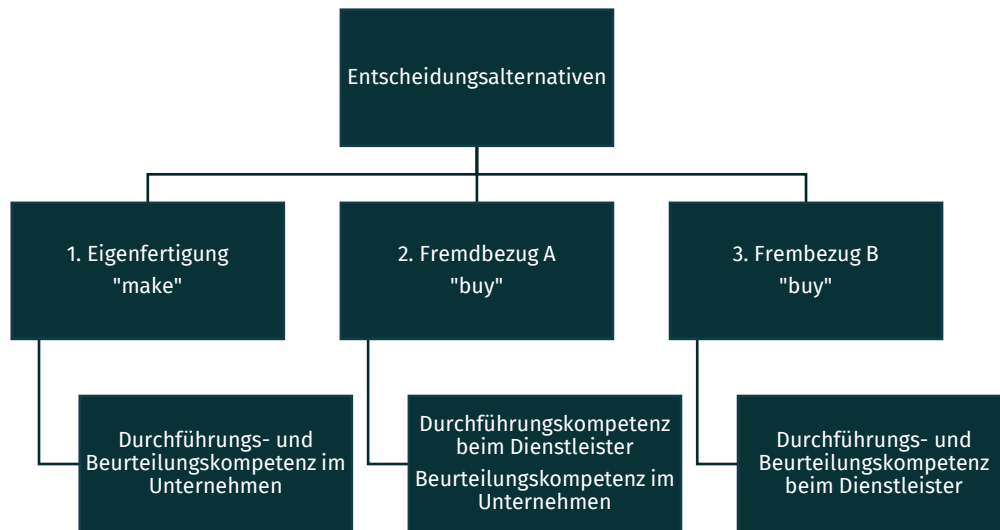 Entscheidungsalternativen
1. Eigenfertigung
"make"
2. Fremdbezug A
"buy"
3. Frembezug B
"buy"
Durchführungs- und
Beurteilungskompetenz im
Unternehmen
Durchführungskompetenz
beim Dienstleister
Beurteilungskompetenz im
Unternehmen
Durchführungs- und
Beurteilungskompetenz
beim Dienstleister